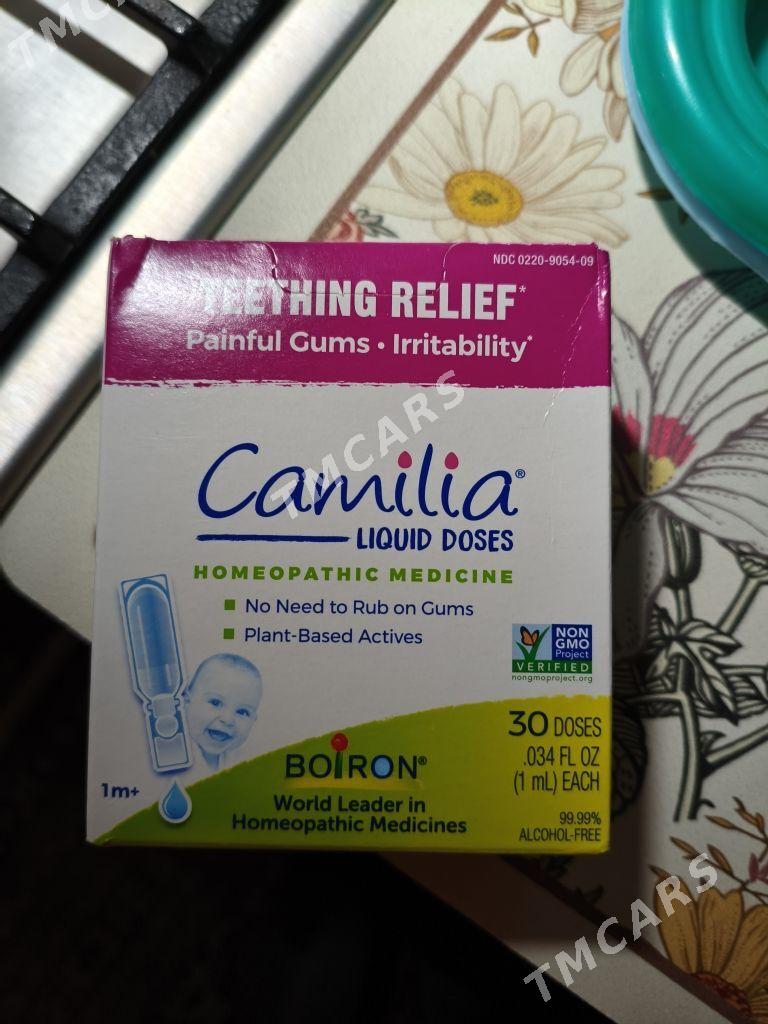 TMCARS
NDC 0220-9054-09
TEETHING RELIEF*
Painful Gums • Irritability*
TMCARS
Camilia®
LIQUID DOSES
HOMEOPATHIC MEDICINE
■ No Need to Rub on Gums
■ Plant-Based Actives
NON
GMO
Project
VERIFIED
nongmoproject.org
30 DOSES
.034 FL OZ
(1 mL) EACH
BOIRON®
1m+
World Leader in
Homeopathic Medicines
99.99%
ALCOHOL-FREE
TMCARS